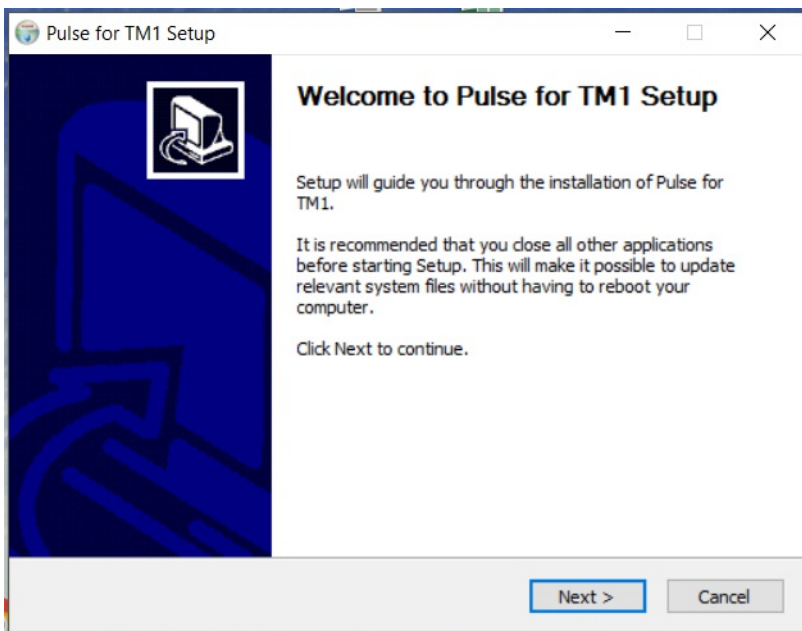 Pulse for TM1 Setup
Welcome to Pulse for TM1 Setup
Setup will guide you through the installation of Pulse for
TM1.
It is recommended that you close all other applications
before starting Setup. This will make it possible to update
relevant system files without having to reboot your
computer.
Click Next to continue.
Next >
Cancel